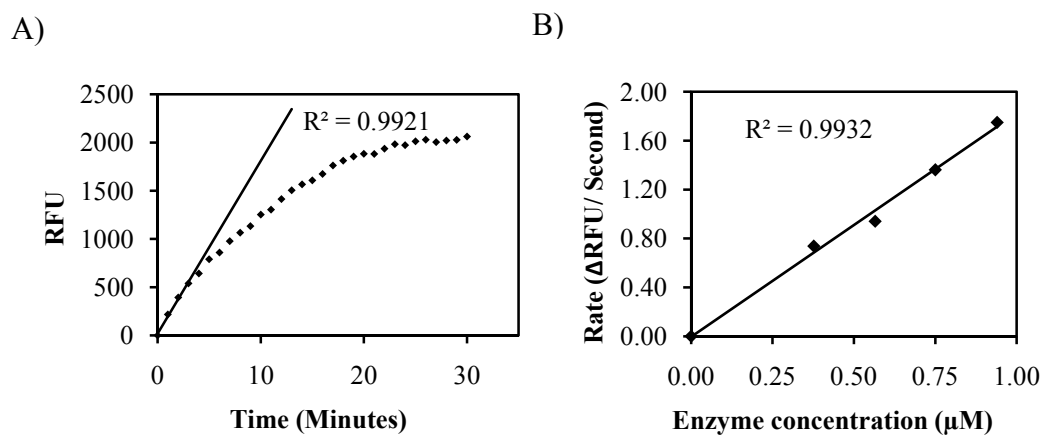 A)
B)
R² = 0.9921
RFU
2500
2000
1500
1000
500
0
0 10 20 30
Time (Minutes)
R² = 0.9932
Rate (ΔRFU/ Second)
2.00
1.60
1.20
0.80
0.40
0.00
0.00 0.25 0.50 0.75 1.00
Enzyme concentration (µM)